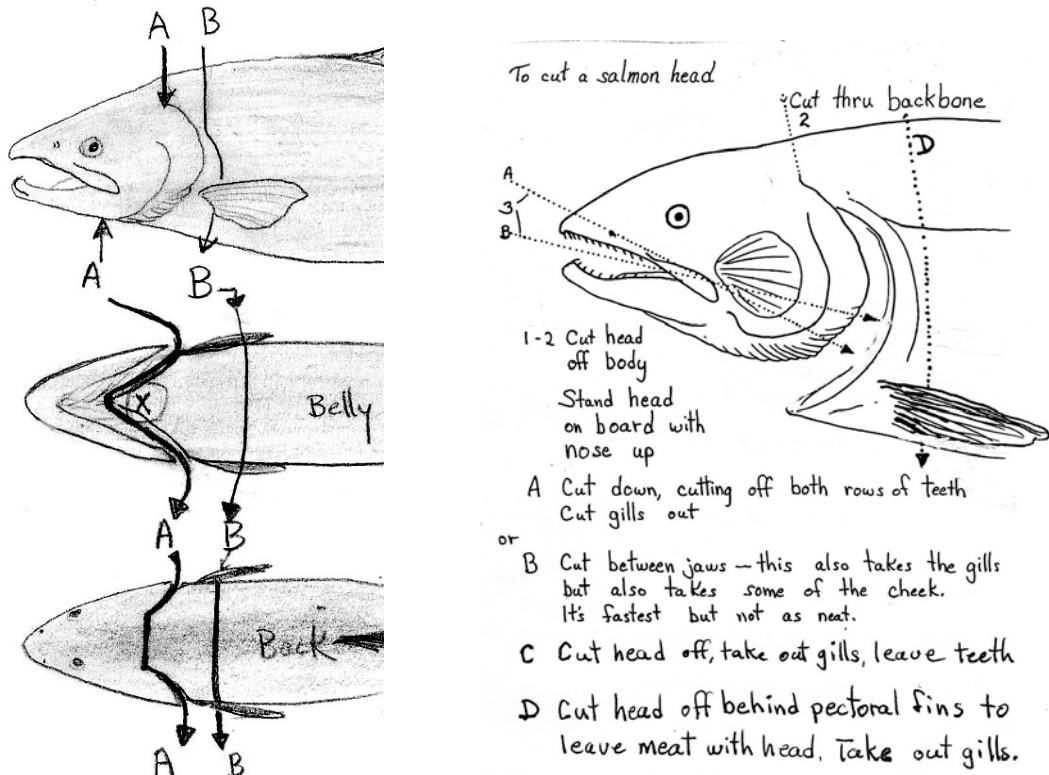 A
B
A
B
X
Belly
A
B
Back
A
B
To cut a salmon head
Cut thru backbone
2
D
A
3
B
1-2 Cut head
off body
Stand head
on board with
nose up
A Cut down, cutting off both rows of teeth
Cut gills out
or
B Cut between jaws — this also takes the gills
but also takes some of the cheek.
It's fastest but not as neat.
C Cut head off, take out gills, leave teeth
D Cut head off behind pectoral fins to
leave meat with head. Take out gills.